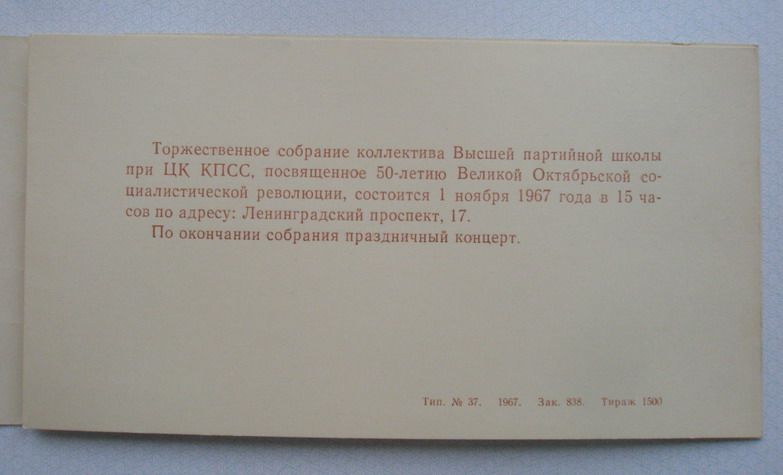 Торжественное собрание коллектива Высшей партийной школы
при ЦК КПСС, посвященное 50-летию Великой Октябрьской со-
циалистической революции, состоится 1 ноября 1967 года в 15 ча-
сов по адресу: Ленинградский проспект, 17.
По окончании собрания праздничный концерт.
Тип. № 37. 1967. Зак. 838. Тираж 1500